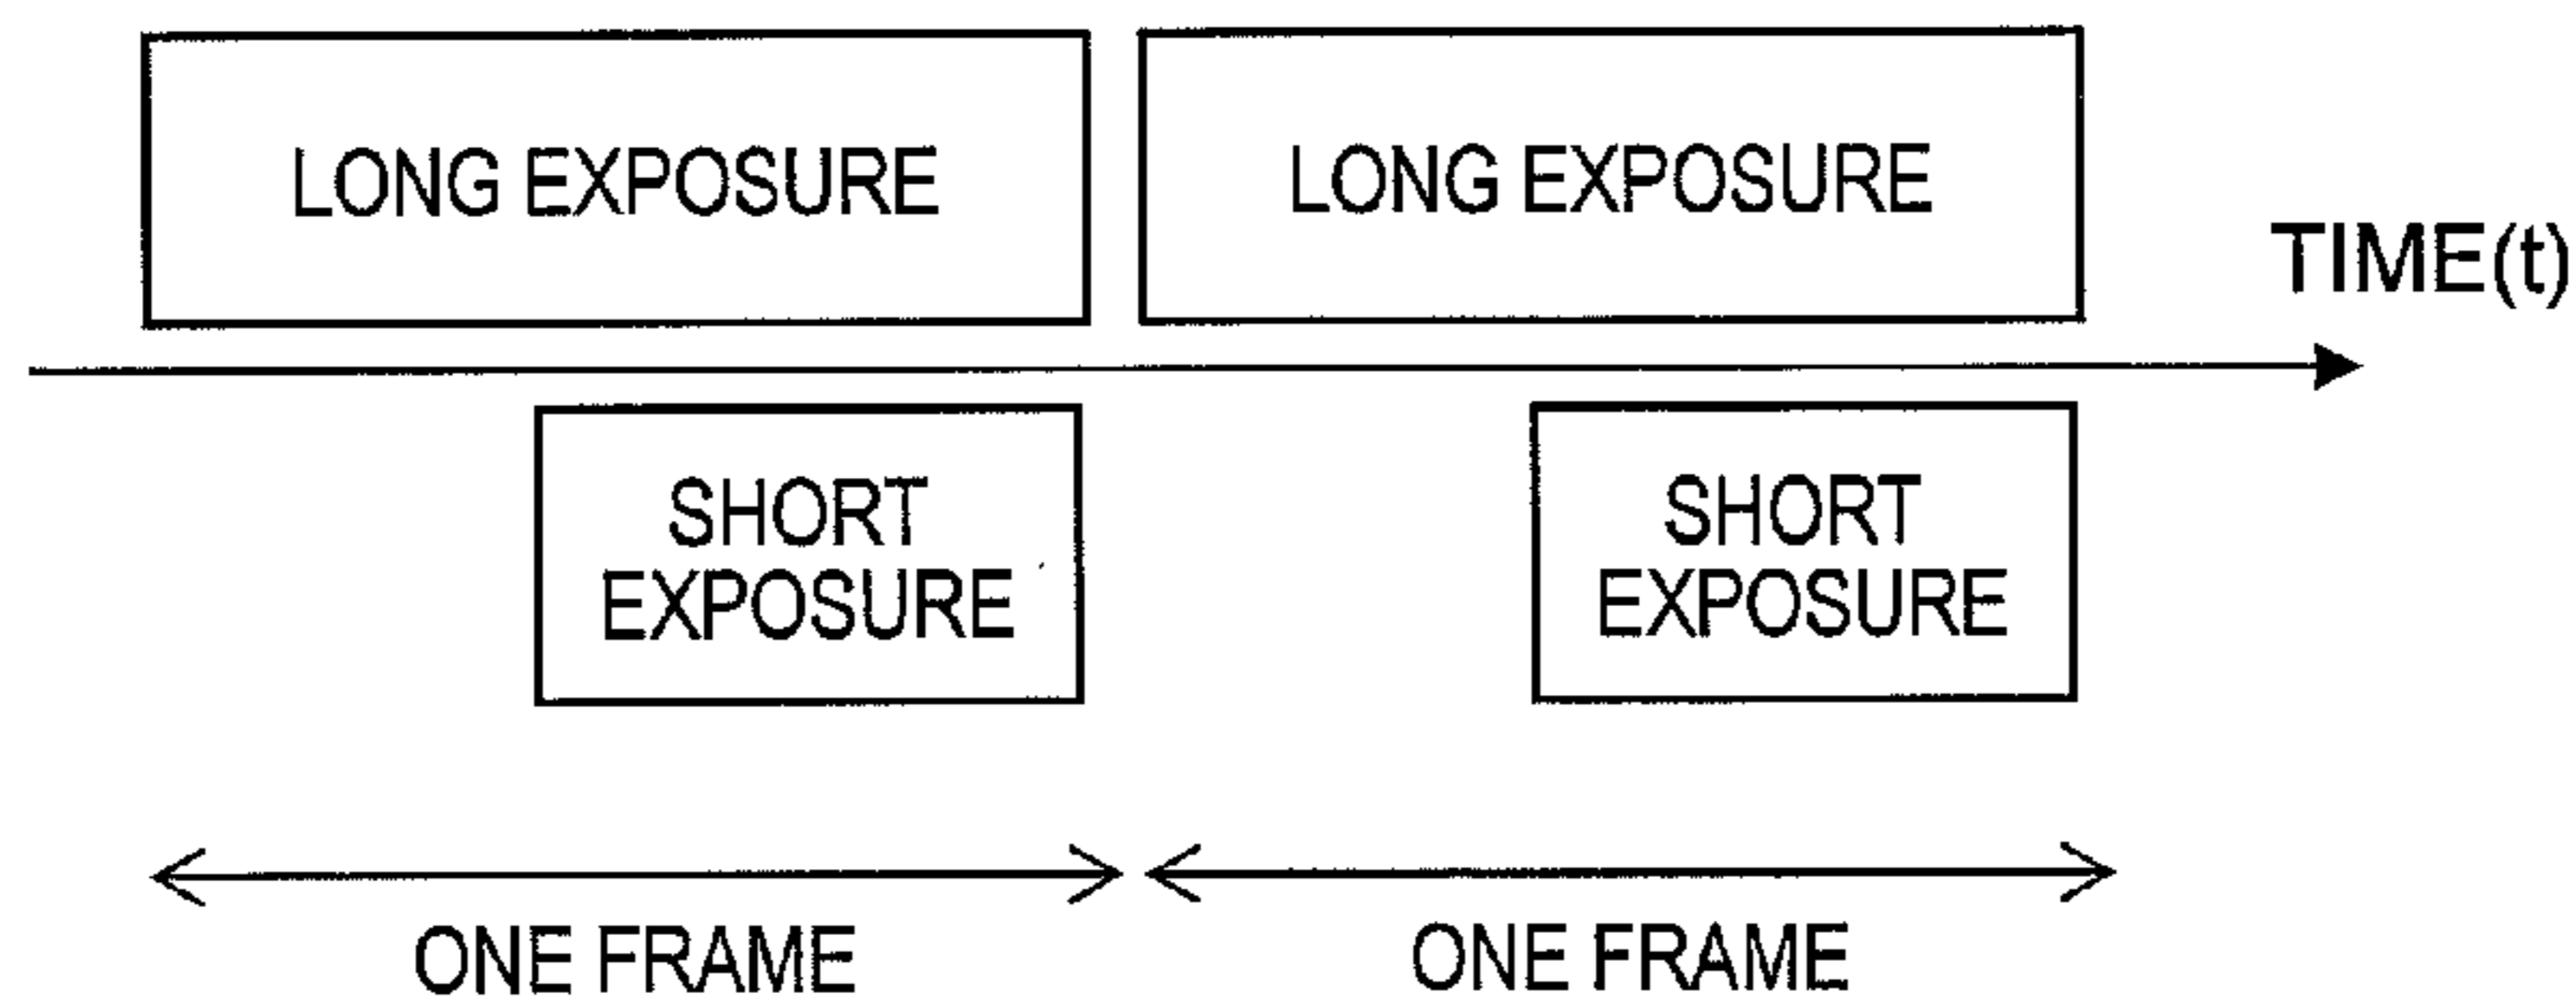 LONG EXPOSURE
LONG EXPOSURE
TIME(t)
SHORT
EXPOSURE
SHORT
EXPOSURE
ONE FRAME
ONE FRAME